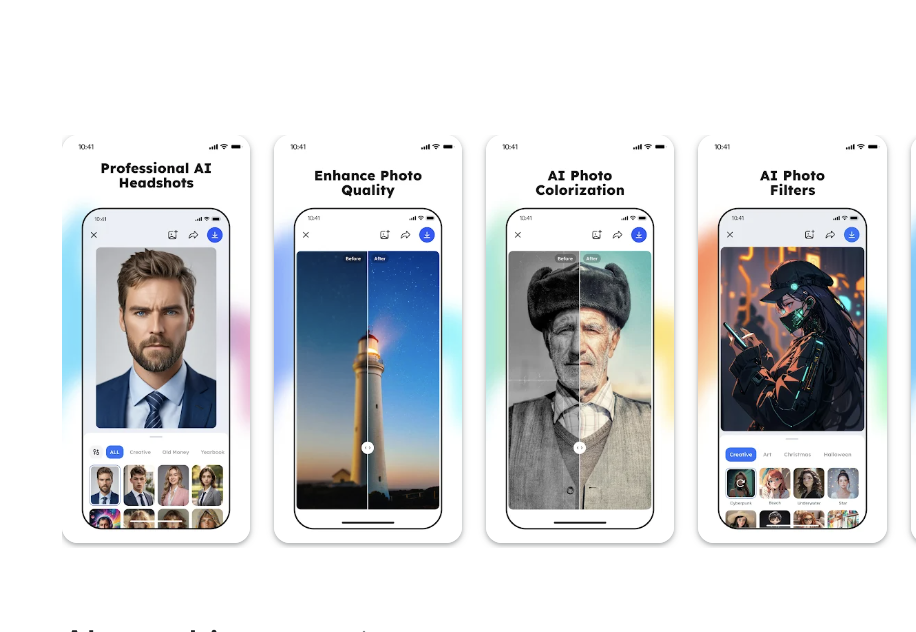 10:41
Professional AI
Headshots
10:41
ALL
Creative
Old Money
Yearbook
10:41
Enhance Photo
Quality
10:41
Before
After
10:41
AI Photo
Colorization
10:41
Before
After
10:41
AI Photo
Filters
10:41
Creative
Art
Christmas
Halloween
Cyberpunk
Beach
Underwater
Star